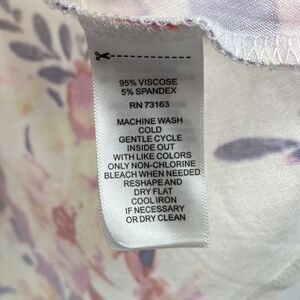 95% VISCOSE
5% SPANDEX
RN 73163
MACHINE WASH
COLD
GENTLE CYCLE
INSIDE OUT
WITH LIKE COLORS
ONLY NON-CHLORINE
BLEACH WHEN NEEDED
RESHAPE AND
DRY FLAT
COOL IRON
IF NECESSARY
OR DRY CLEAN